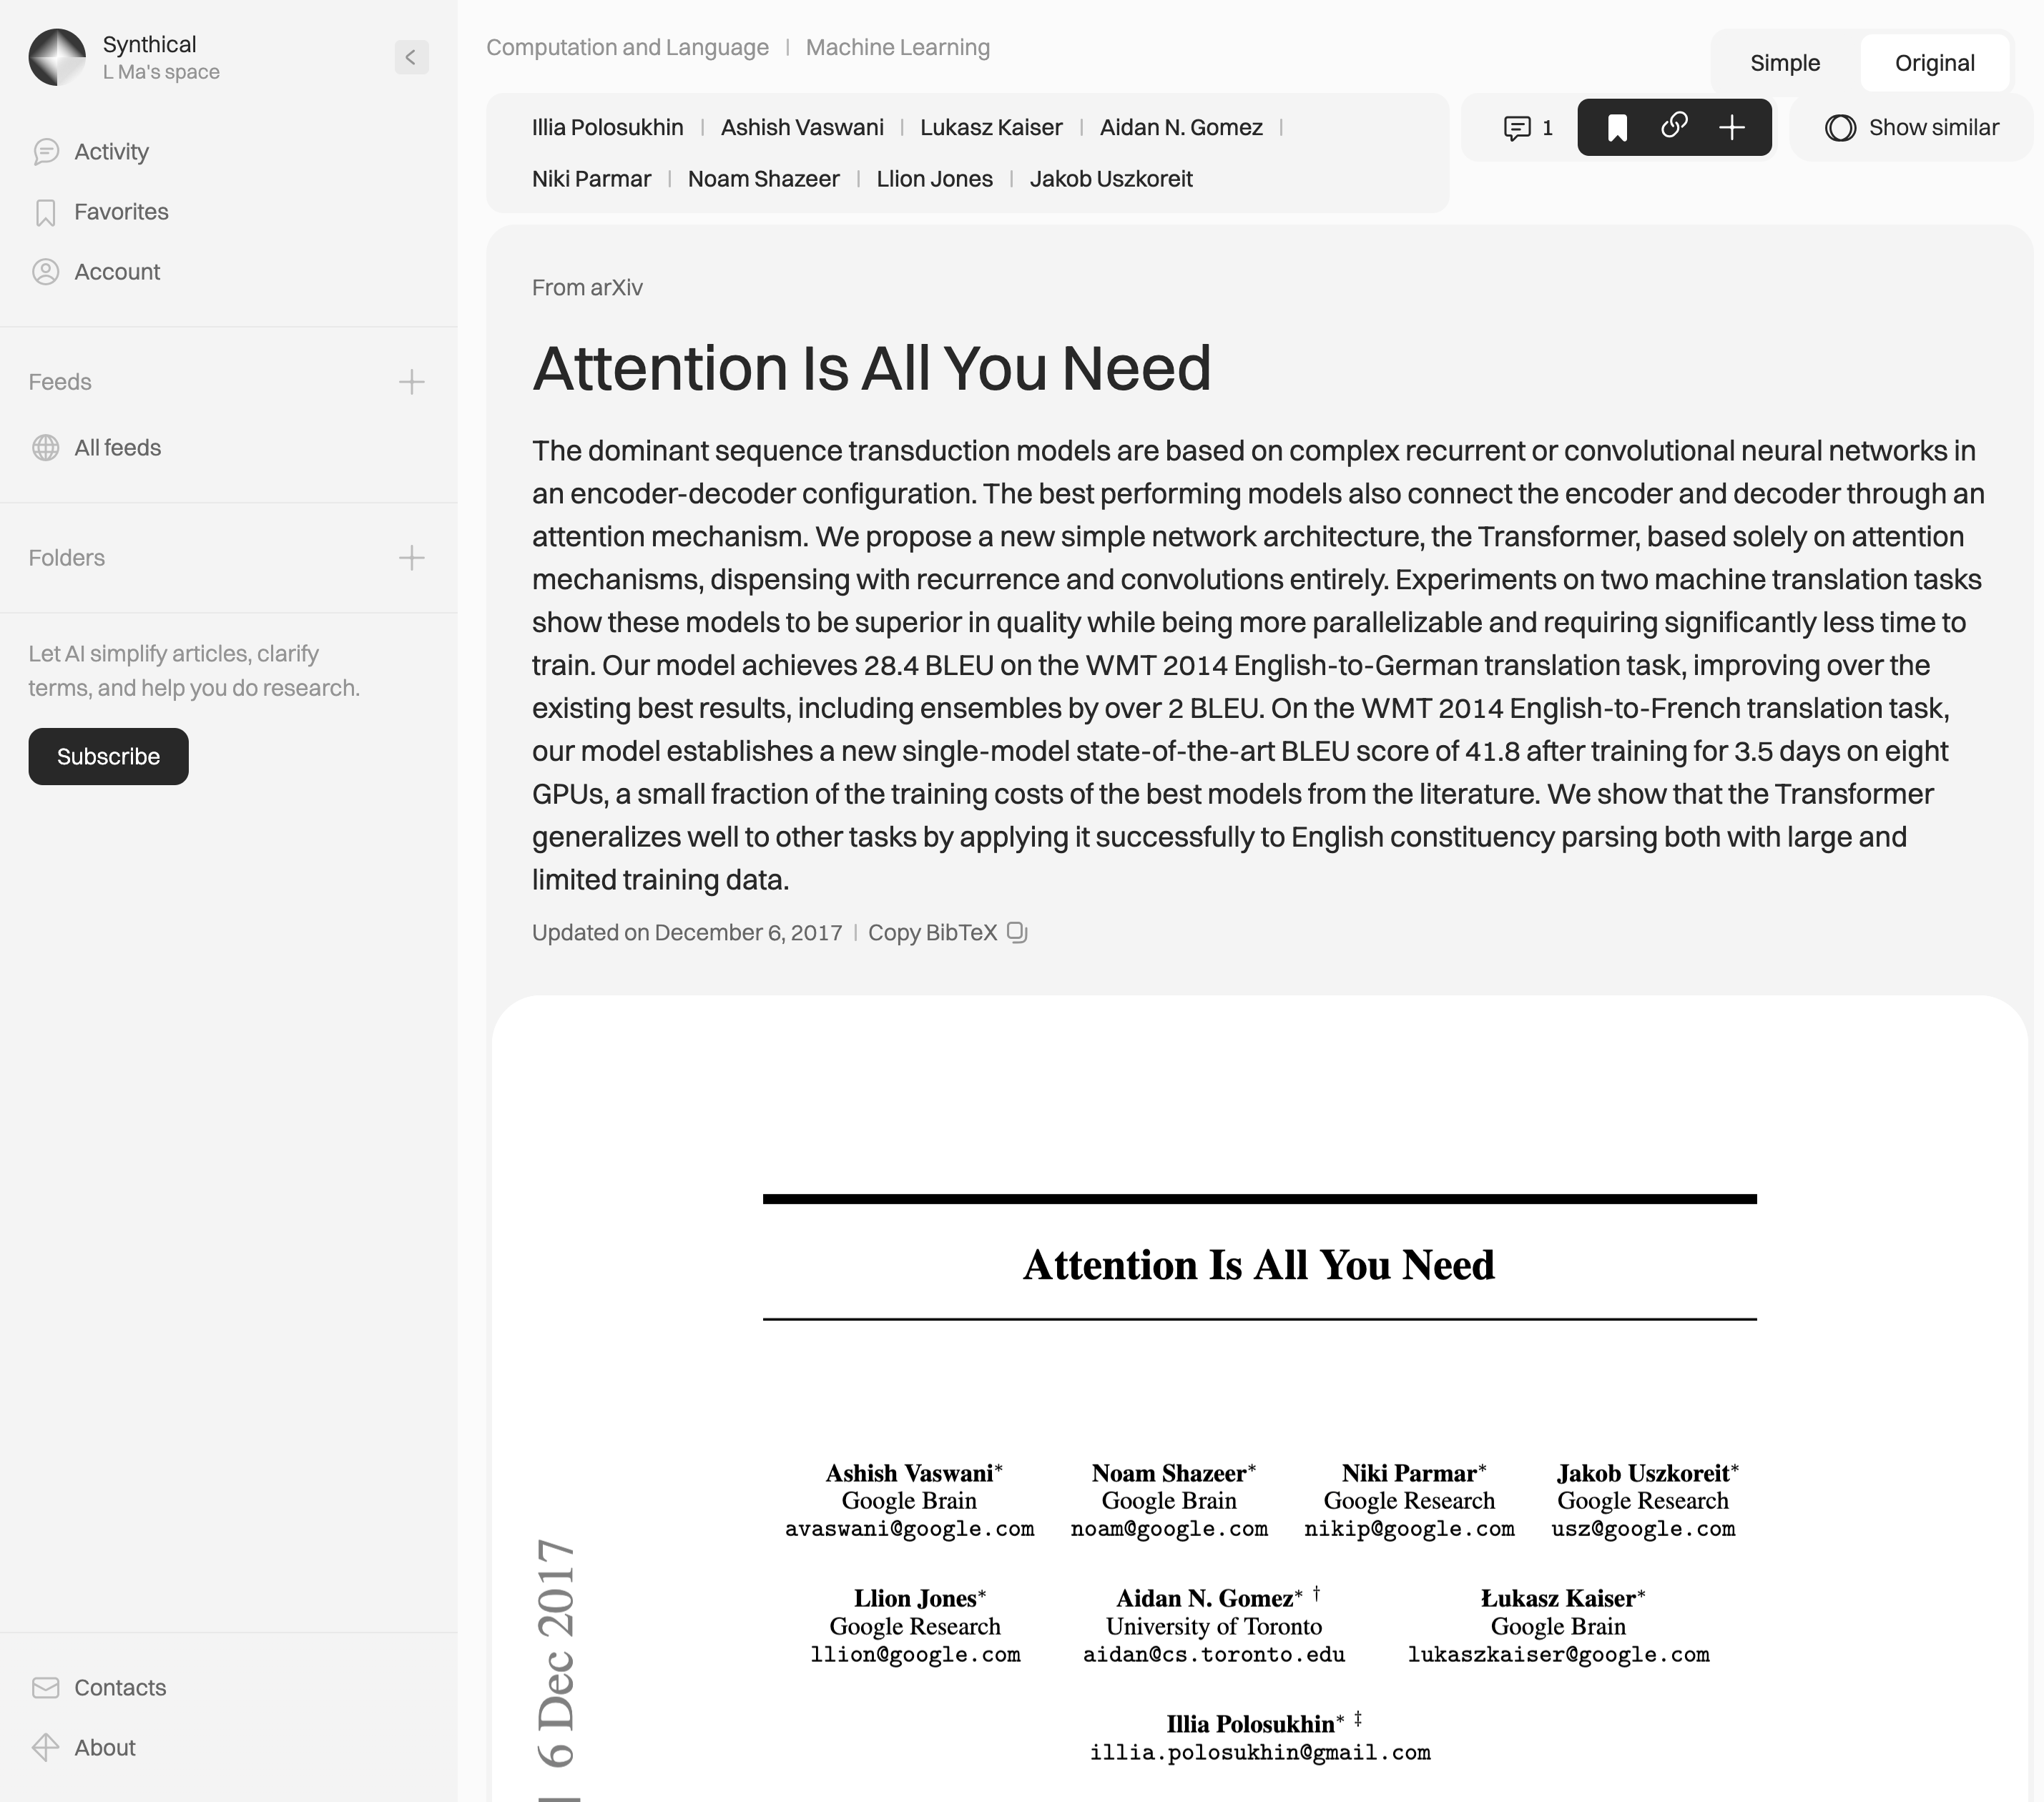 Synthical
L Ma's space
Activity
Favorites
Account
Feeds
All feeds
Folders
Let AI simplify articles, clarify
terms, and help you do research.
Subscribe
Contacts
About
Computation and Language | Machine Learning
Simple Original
Illia Polosukhin | Ashish Vaswani | Lukasz Kaiser | Aidan N. Gomez |
Niki Parmar | Noam Shazeer | Llion Jones | Jakob Uszkoreit
1
Show similar
From arXiv
Attention Is All You Need
The dominant sequence transduction models are based on complex recurrent or convolutional neural networks in
an encoder-decoder configuration. The best performing models also connect the encoder and decoder through an
attention mechanism. We propose a new simple network architecture, the Transformer, based solely on attention
mechanisms, dispensing with recurrence and convolutions entirely. Experiments on two machine translation tasks
show these models to be superior in quality while being more parallelizable and requiring significantly less time to
train. Our model achieves 28.4 BLEU on the WMT 2014 English-to-German translation task, improving over the
existing best results, including ensembles by over 2 BLEU. On the WMT 2014 English-to-French translation task,
our model establishes a new single-model state-of-the-art BLEU score of 41.8 after training for 3.5 days on eight
GPUs, a small fraction of the training costs of the best models from the literature. We show that the Transformer
generalizes well to other tasks by applying it successfully to English constituency parsing both with large and
limited training data.
Updated on December 6, 2017 | Copy BibTeX
Attention Is All You Need
Ashish Vaswani* Noam Shazeer* Niki Parmar* Jakob Uszkoreit*
Google Brain Google Brain Google Research Google Research
avaswani@google.com noam@google.com nikip@google.com usz@google.com
Llion Jones* Aidan N. Gomez* † Łukasz Kaiser*
Google Research University of Toronto Google Brain
llion@google.com aidan@cs.toronto.edu lukaszkaiser@google.com
Illia Polosukhin* ‡
illia.polosukhin@gmail.com
6 Dec 2017